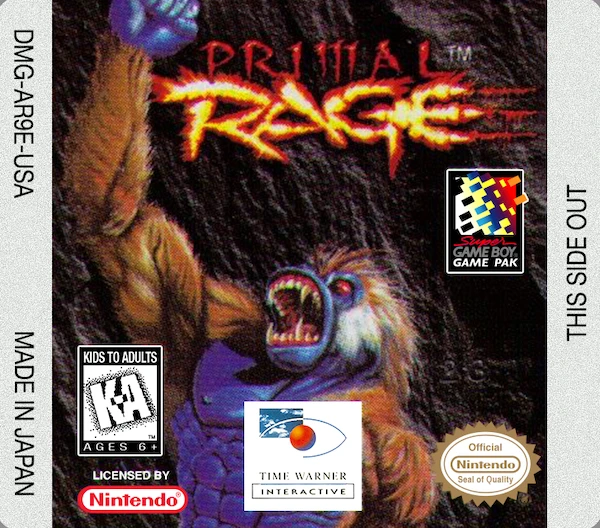 DMG-AR9E-USA
MADE IN JAPAN
PRIMAL™
RAGE
Super
GAME BOY
GAME PAK
THIS SIDE OUT
KIDS TO ADULTS
K-A
™
AGES 6+
LICENSED BY
Nintendo®
TIME WARNER
INTERACTIVE
Official
Nintendo
Seal of Quality